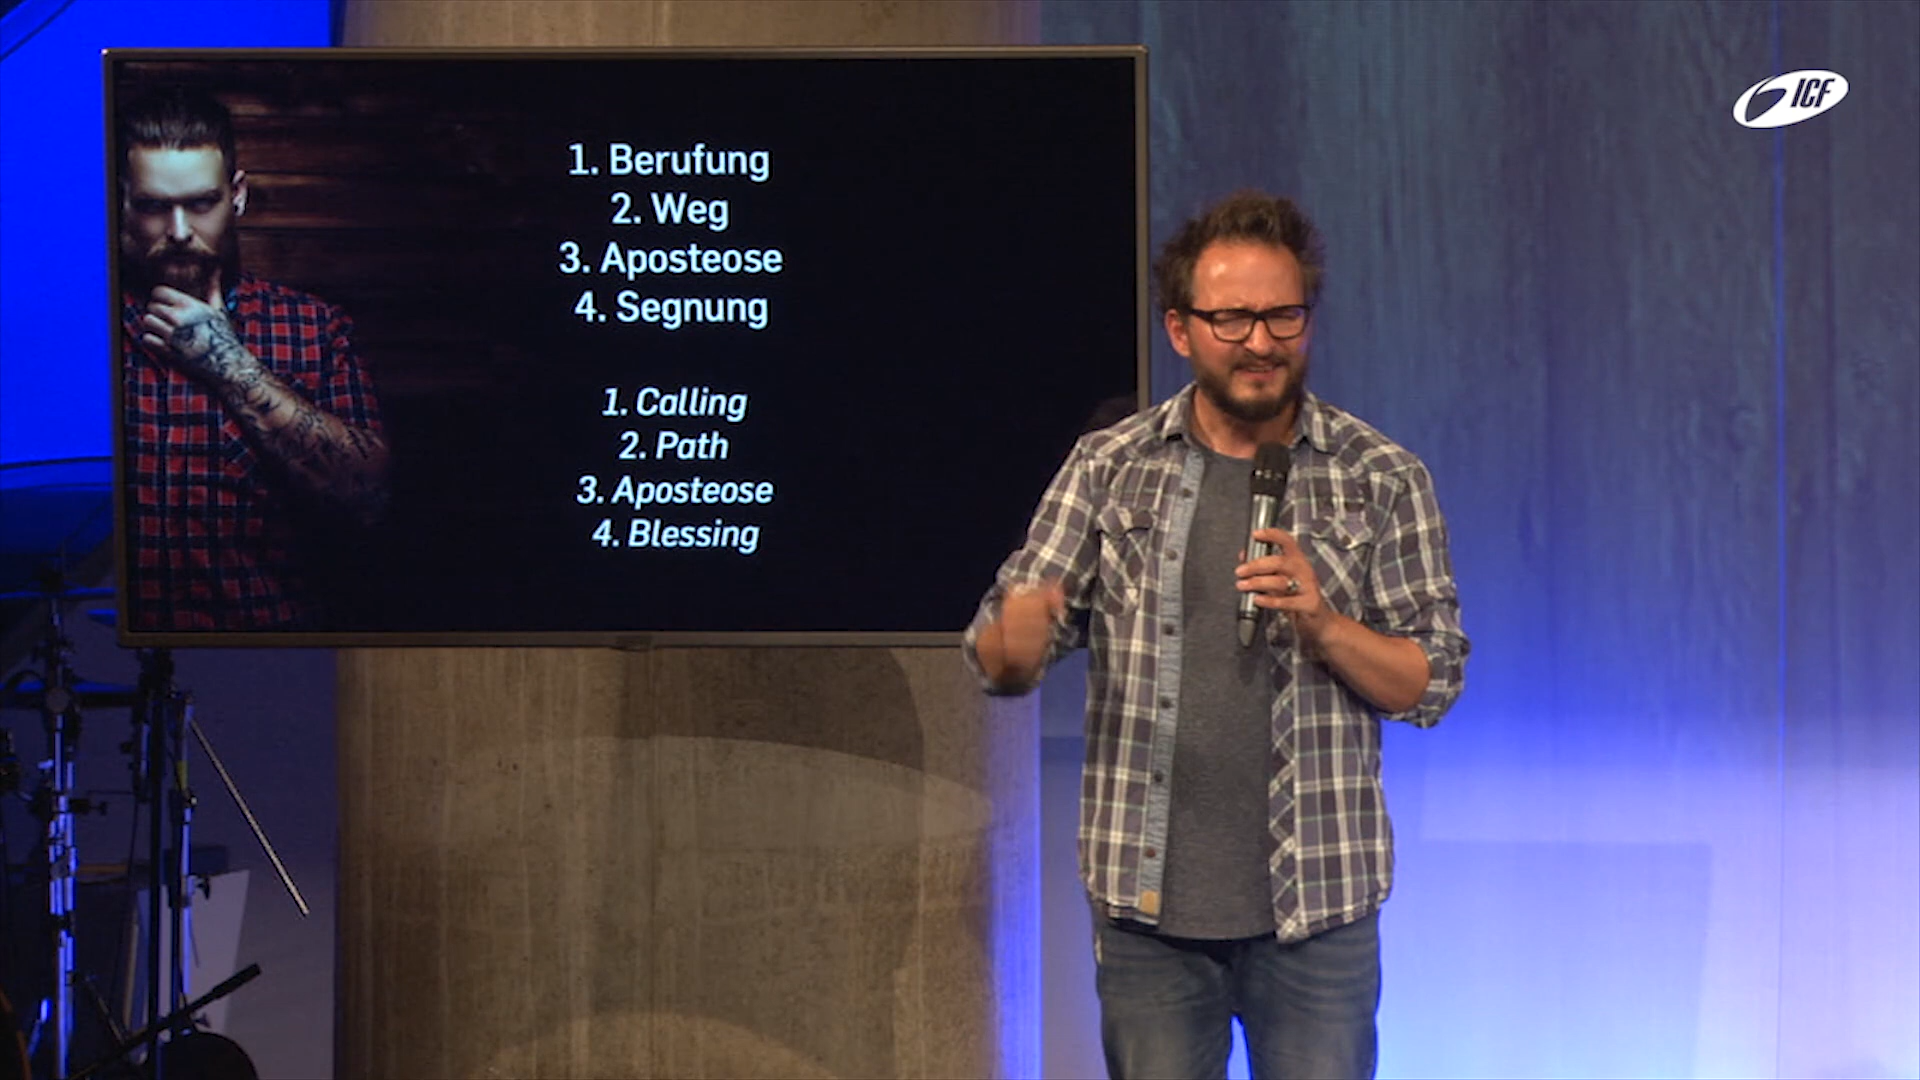 1. Berufung
2. Weg
3. Aposteose
4. Segnung
1. Calling
2. Path
3. Aposteose
4. Blessing
ICF